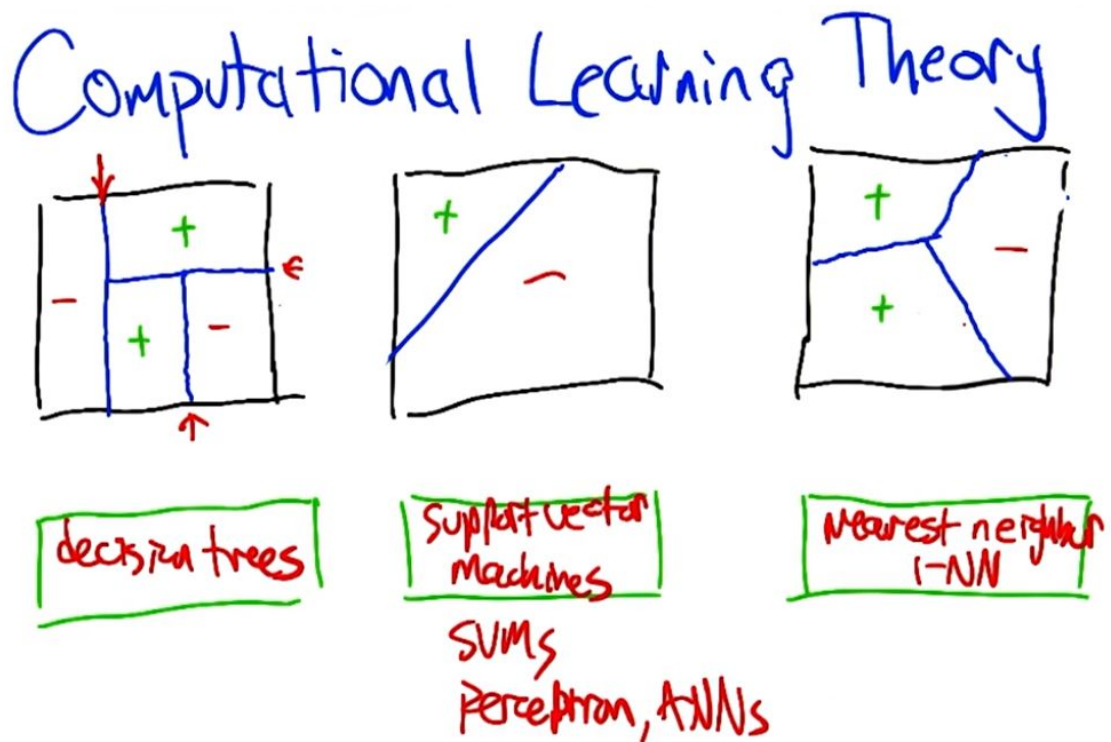 Computational Learning Theory
+
-
+
-
+
-
+
-
+
decision trees
support vector
machines
nearest neighbor
1-NN
SVMs
perceptron, ANNs